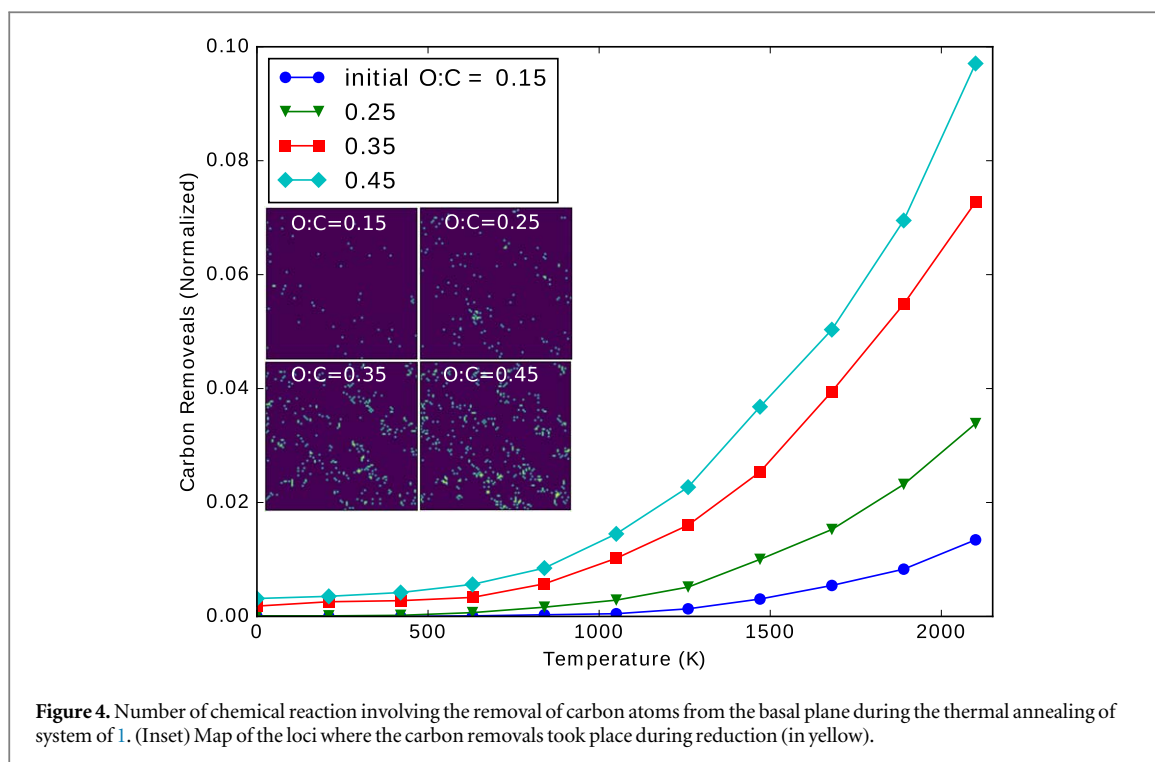 0.10
0.08
0.06
0.04
0.02
0.00
Carbon Removeals (Normalized)
initial O:C = 0.15
0.25
0.35
0.45
O:C=0.15
O:C=0.25
O:C=0.35
O:C=0.45
0
500
1000
1500
2000
Temperature (K)
Figure 4. Number of chemical reaction involving the removal of carbon atoms from the basal plane during the thermal annealing of
system of 1. (Inset) Map of the loci where the carbon removals took place during reduction (in yellow).